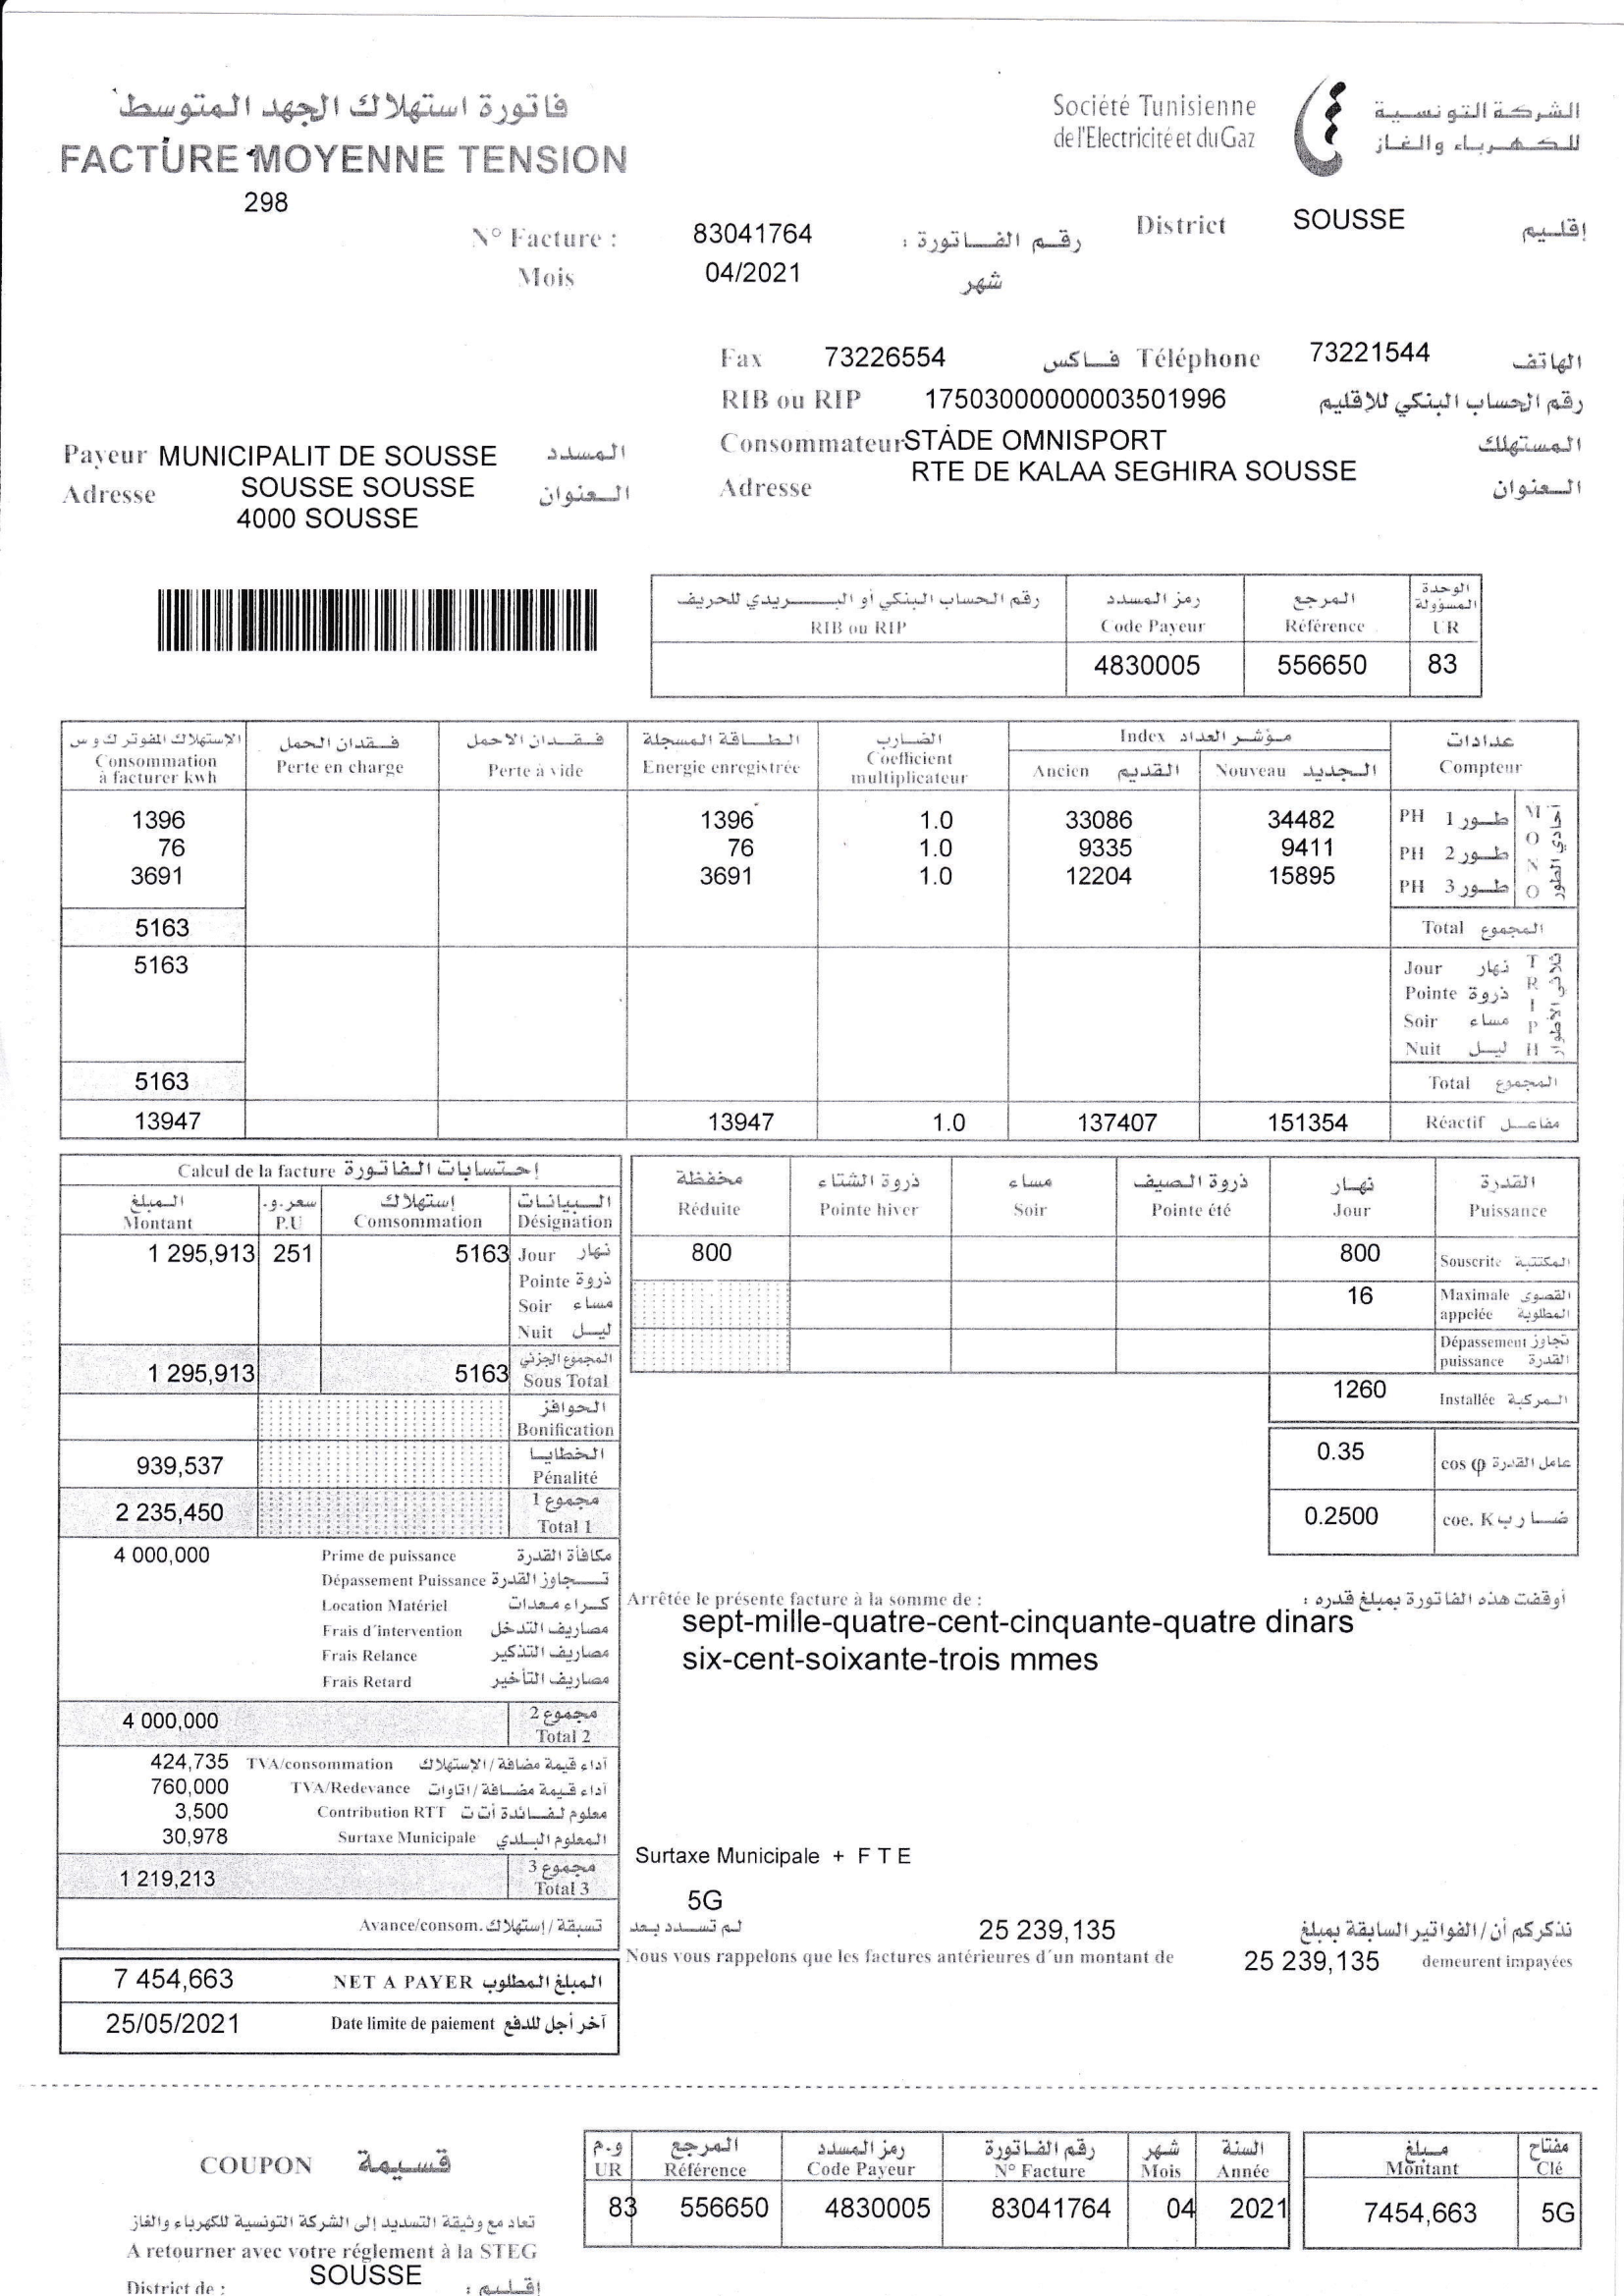 فاتورة استهلاك الجهد المتوسط
FACTURE MOYENNE TENSION
298
Société Tunisienne
de l'Electricité et du Gaz
الشركة التونسية
للكهرباء والغاز
N° Facture : 83041764 رقم الفاتورة :
Mois 04/2021 شهر
District SOUSSE إقليم
Fax 73226554 فاكس Téléphone 73221544 الهاتف
RIB ou RIP 17503000000003501996 رقم الحساب البنكي للاقليم
Payeur MUNICIPALIT DE SOUSSE المسدد
Adresse SOUSSE SOUSSE العنوان
4000 SOUSSE
Consommateur STADE OMNISPORT المستهلك
Adresse RTE DE KALAA SEGHIRA SOUSSE العنوان
رقم الحساب البنكي أو البريدي للحريف رمز المسدد المرجع الوحدة المسؤولة
RIB ou RIP Code Payeur Référence UR
4830005 556650 83
الإستهلاك المفوتر ك و س فقدان الحمل فقدان الاحمل الطاقة المسجلة الضارب مؤشر العداد Index عدادات
Consommation à facturer kwh Perte en charge Perte à vide Energie enregistrée Coefficient multiplicateur Ancien القديم Nouveau الجديد Compteur
1396 1396 1.0 33086 34482 PH 1 طور
76 76 1.0 9335 9411 PH 2 طور
3691 3691 1.0 12204 15895 PH 3 طور
MONO أحادي الطور
5163 Total المجموع
5163 Jour نهار
Pointe ذروة
Soir مساء
Nuit ليل
TRIPH ثلاثي الأطوار
5163 Total المجموع
13947 13947 1.0 137407 151354 Réactif مفاعل
Calcul de la facture إحتسابات الفاتورة
المبلغ سعر.و. إستهلاك البيانات
Montant P.U Comsommation Désignation
1 295,913 251 5163 Jour نهار
Pointe ذروة
Soir مساء
Nuit ليل
1 295,913 5163 المجموع الجزئي Sous Total
الحوافز Bonification
939,537 الخطايا Pénalité
2 235,450 مجموع 1 Total 1
4 000,000 Prime de puissance مكافأة القدرة
Dépassement Puissance تجاوز القدرة
Location Matériel كراء معدات
Frais d'intervention مصاريف التدخل
Frais Relance مصاريف التذكير
Frais Retard مصاريف التأخير
4 000,000 مجموع 2 Total 2
424,735 TVA/consommation آداء قيمة مضافة/الإستهلاك
760,000 TVA/Redevance آداء قيمة مضافة/اتاوات
3,500 Contribution RTT معلوم لفائدة أت ت
30,978 Surtaxe Municipale المعلوم البلدي
1 219,213 مجموع 3 Total 3
Avance/consom. تسبقة/إستهلاك
7 454,663 NET A PAYER المبلغ المطلوب
25/05/2021 Date limite de paiement آخر أجل للدفع
مخفظة ذروة الشتاء مساء ذروة الصيف نهار القدرة
Réduite Pointe hiver Soir Pointe été Jour Puissance
800 800 Souscrite المكتتبة
16 Maximale appelée القصوى المطلوبة
Dépassement puissance تجاوز القدرة
1260 Installée المركبة
0.35 cos φ عامل القدرة
0.2500 coe. K ضارب
Arrêtée le présente facture à la somme de : أوقفت هذه الفاتورة بمبلغ قدره :
sept-mille-quatre-cent-cinquante-quatre dinars
six-cent-soixante-trois mmes
Surtaxe Municipale + F T E
5G
لم تسدد بعد 25 239,135 نذكركم أن/الفواتير السابقة بمبلغ
Nous vous rappelons que les factures antérieures d'un montant de 25 239,135 demeurent impayées
COUPON قسيمة
تعاد مع وثيقة التسديد إلى الشركة التونسية للكهرباء والغاز
A retourner avec votre réglement à la STEG
District de : SOUSSE إقليم :
و.م المرجع رمز المسدد رقم الفاتورة شهر السنة مبلغ مفتاح
UR Référence Code Payeur N° Facture Mois Année Montant Clé
83 556650 4830005 83041764 04 2021 7454,663 5G